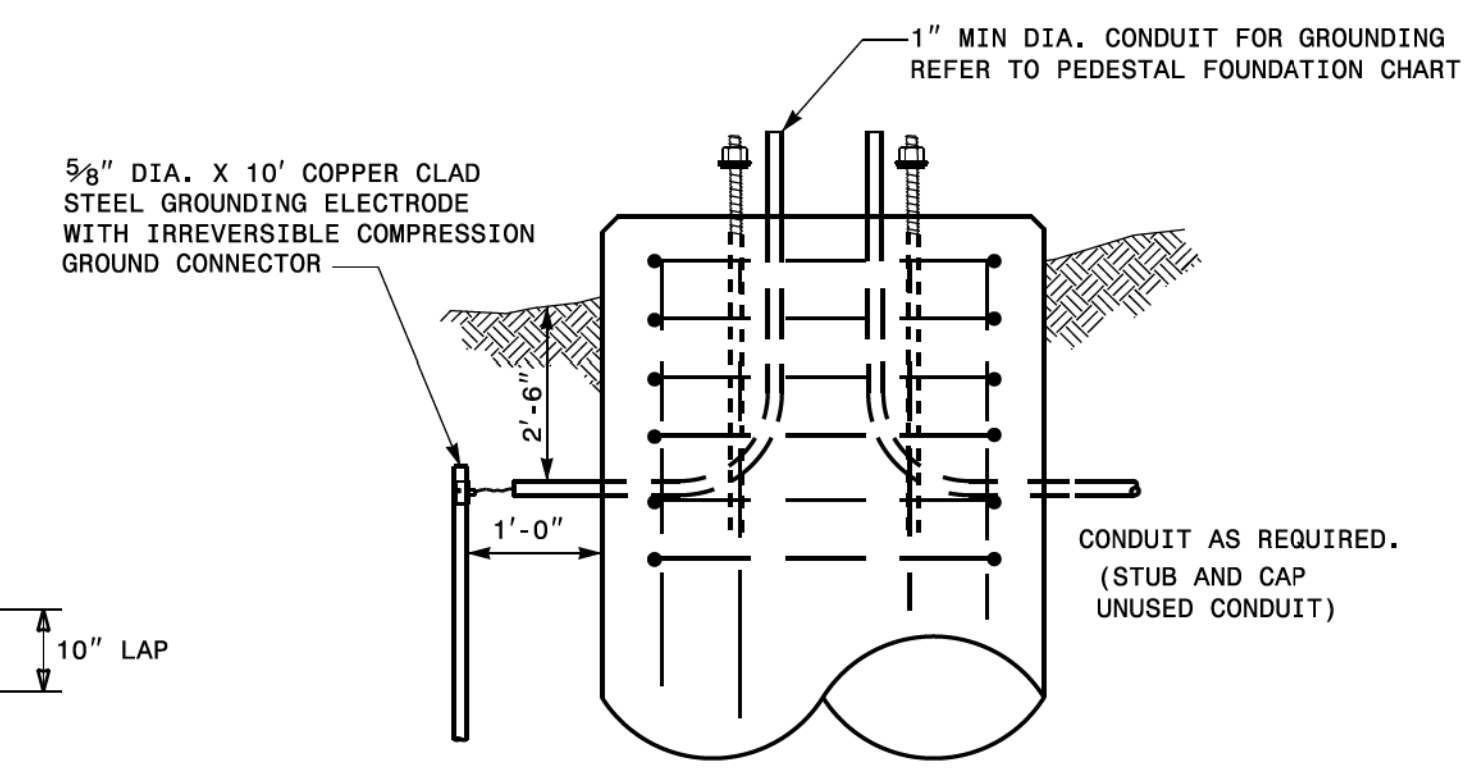 1" MIN DIA. CONDUIT FOR GROUNDING
REFER TO PEDESTAL FOUNDATION CHART
5/8" DIA. X 10' COPPER CLAD
STEEL GROUNDING ELECTRODE
WITH IRREVERSIBLE COMPRESSION
GROUND CONNECTOR
2'-6"
1'-0"
CONDUIT AS REQUIRED.
(STUB AND CAP
UNUSED CONDUIT)
10" LAP